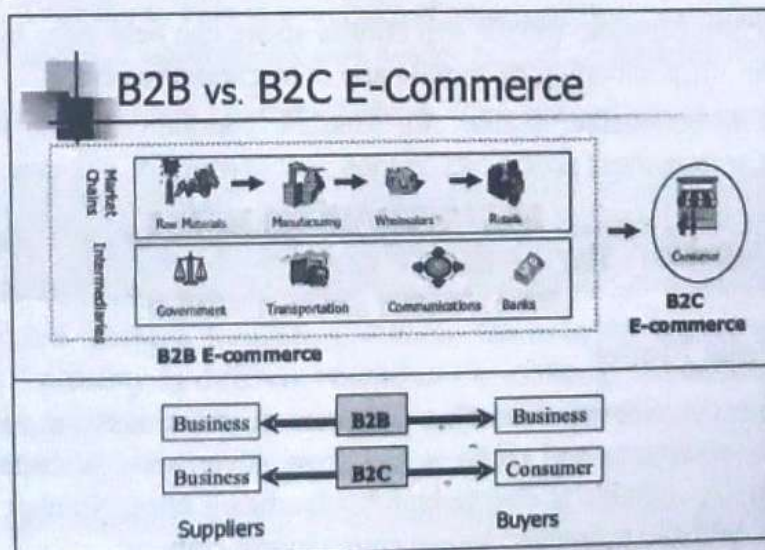 B2B vs. B2C E-Commerce
Market
Chains
Raw Materials
Manufacturing
Wholesalers
Retails
Consumer
Intermediaries
Government
Transportation
Communications
Banks
B2B E-commerce
B2C
E-commerce
Business
B2B
Business
Business
B2C
Consumer
Suppliers
Buyers